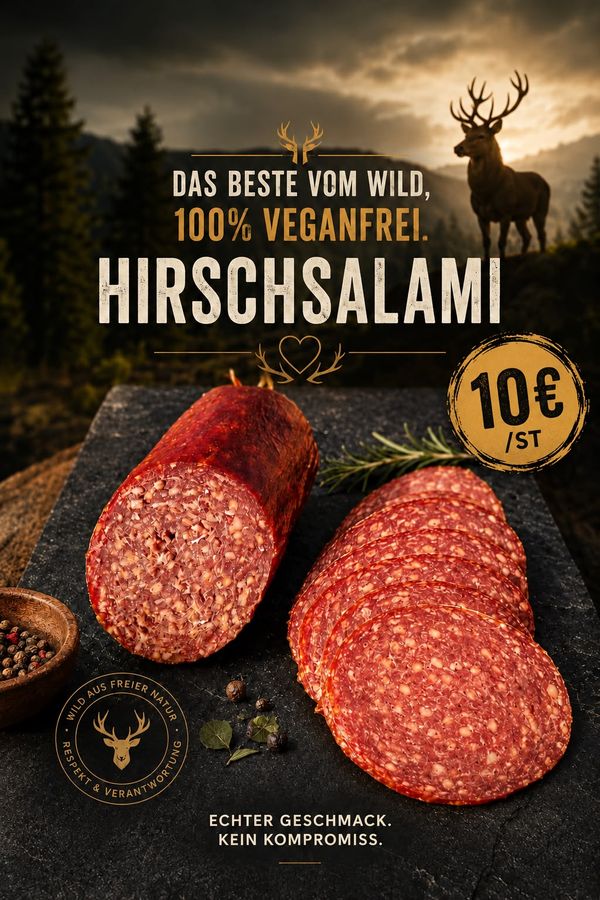 DAS BESTE VOM WILD,
100% VEGANFREI.
HIRSCHSALAMI
10€
/ST
WILD AUS FREIER NATUR
RESPEKT & VERANTWORTUNG
ECHTER GESCHMACK.
KEIN KOMPROMISS.